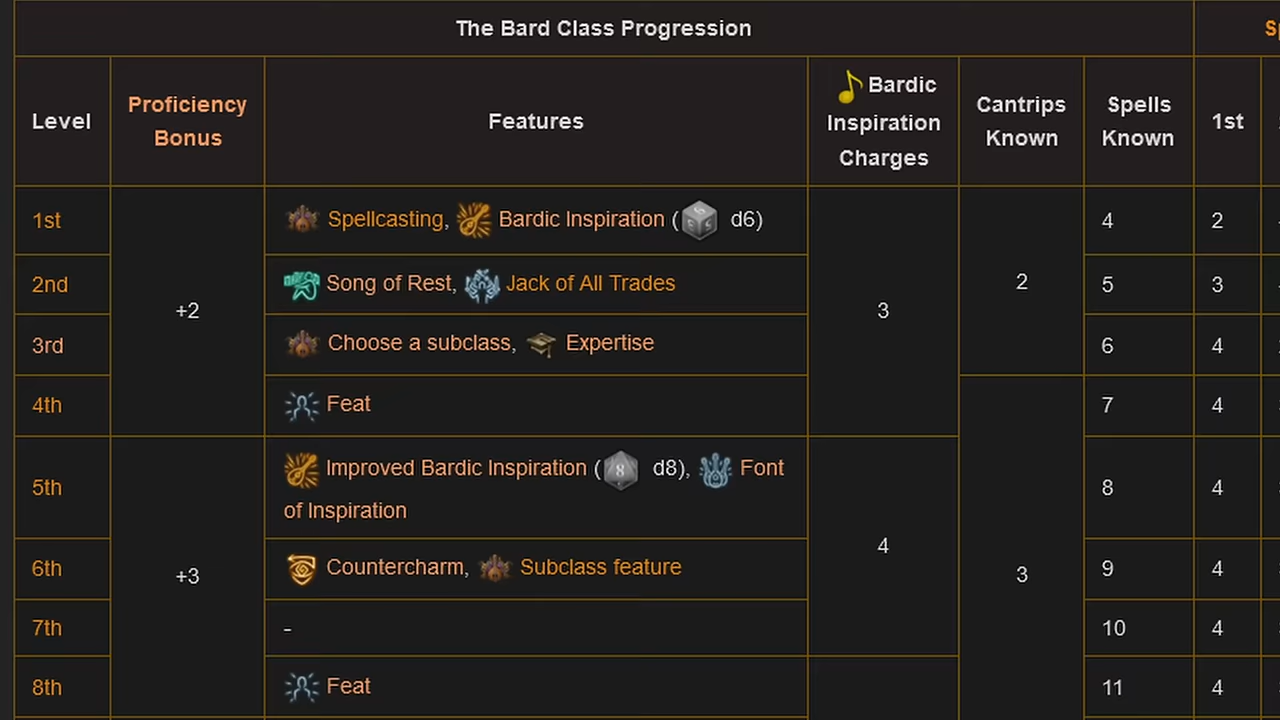 The Bard Class Progression
Level
Proficiency
Bonus
Features
Bardic
Inspiration
Charges
Cantrips
Known
Spells
Known
1st
1st
+2
Spellcasting, Bardic Inspiration ( d6)
3
2
4
2
2nd
Song of Rest, Jack of All Trades
5
3
3rd
Choose a subclass, Expertise
6
4
4th
Feat
7
4
5th
+3
Improved Bardic Inspiration (8 d8), Font
of Inspiration
4
3
8
4
6th
Countercharm, Subclass feature
9
4
7th
-
10
4
8th
Feat
11
4